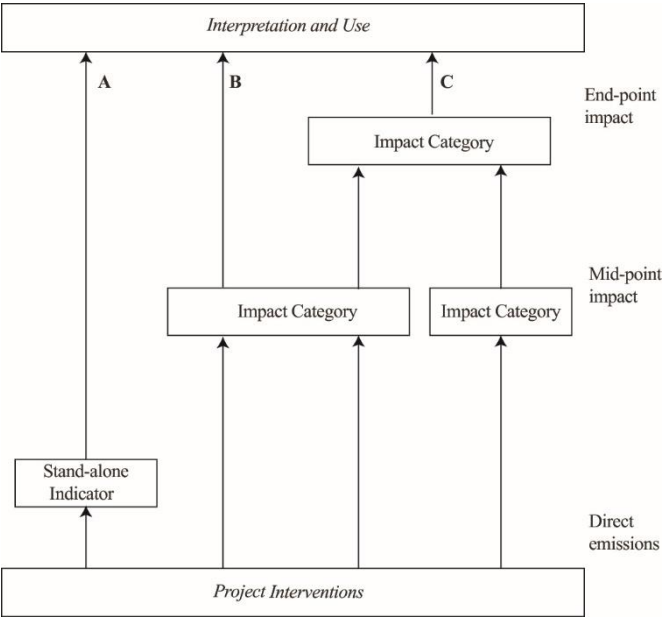 Interpretation and Use
A
B
C
End-point
impact
Impact Category
Mid-point
impact
Impact Category
Impact Category
Stand-alone
Indicator
Direct
emissions
Project Interventions